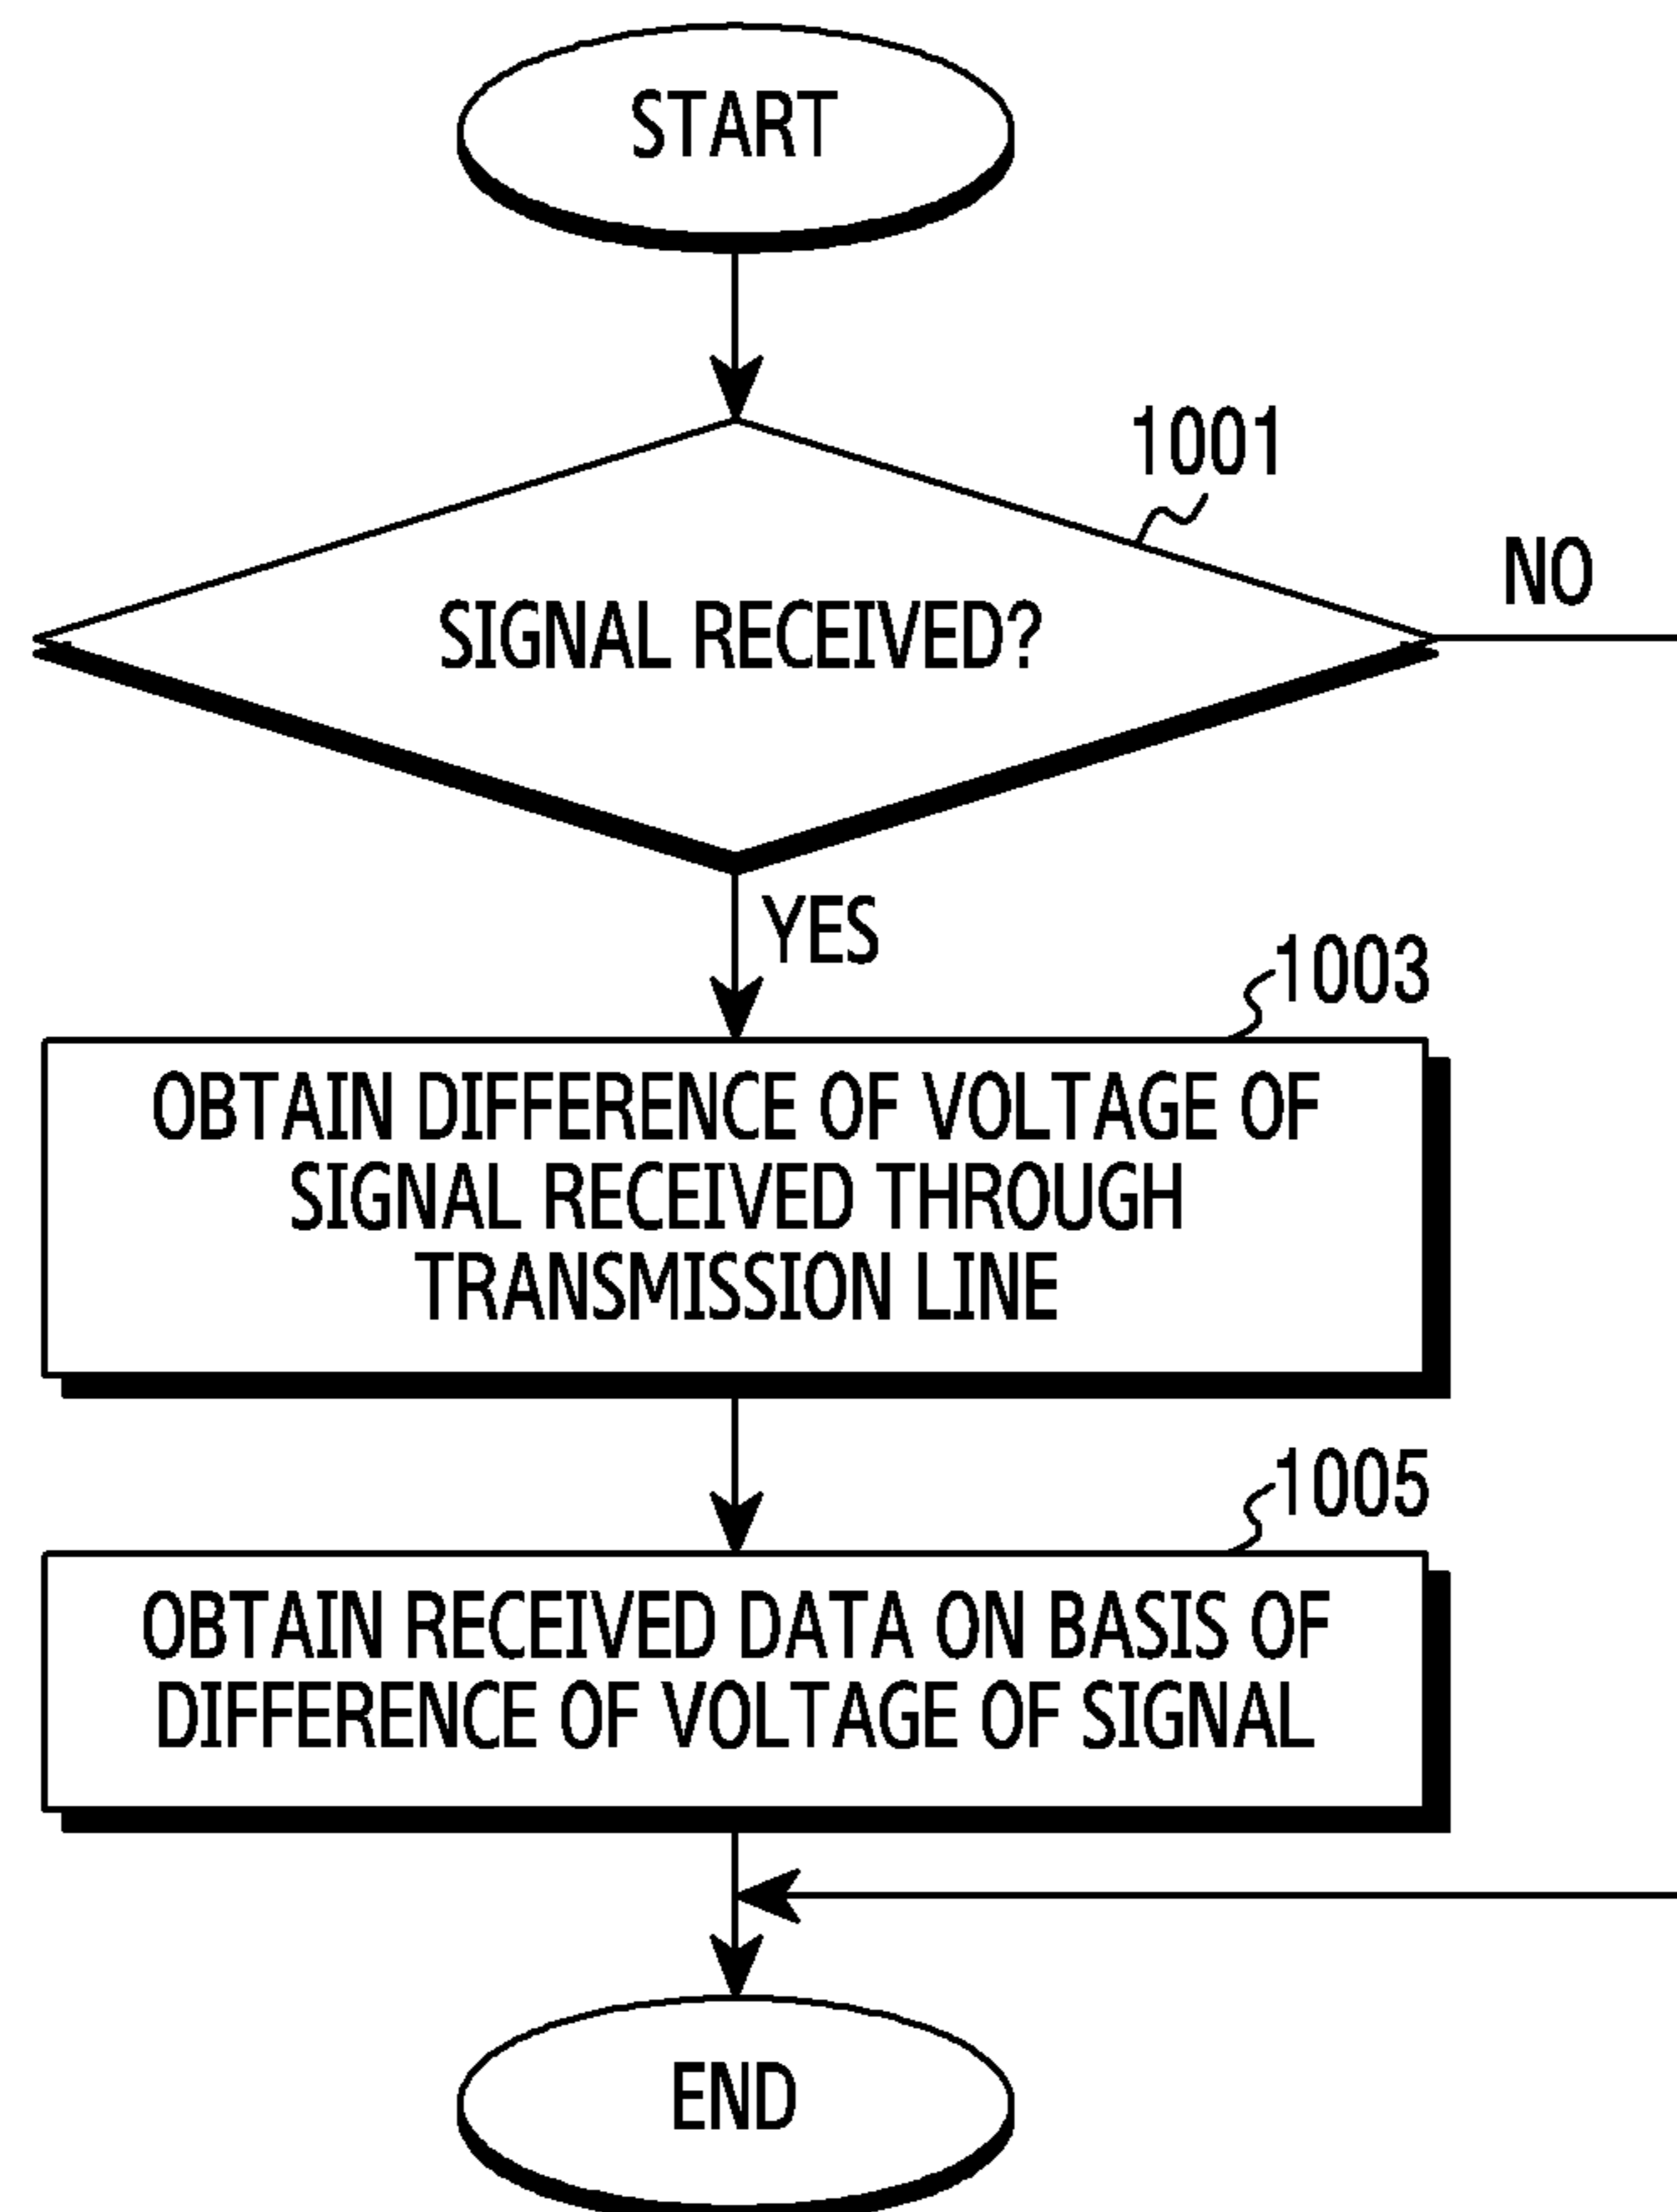 START
1001
NO
SIGNAL RECEIVED?
YES
1003
OBTAIN DIFFERENCE OF VOLTAGE OF
SIGNAL RECEIVED THROUGH
TRANSMISSION LINE
1005
OBTAIN RECEIVED DATA ON BASIS OF
DIFFERENCE OF VOLTAGE OF SIGNAL
END